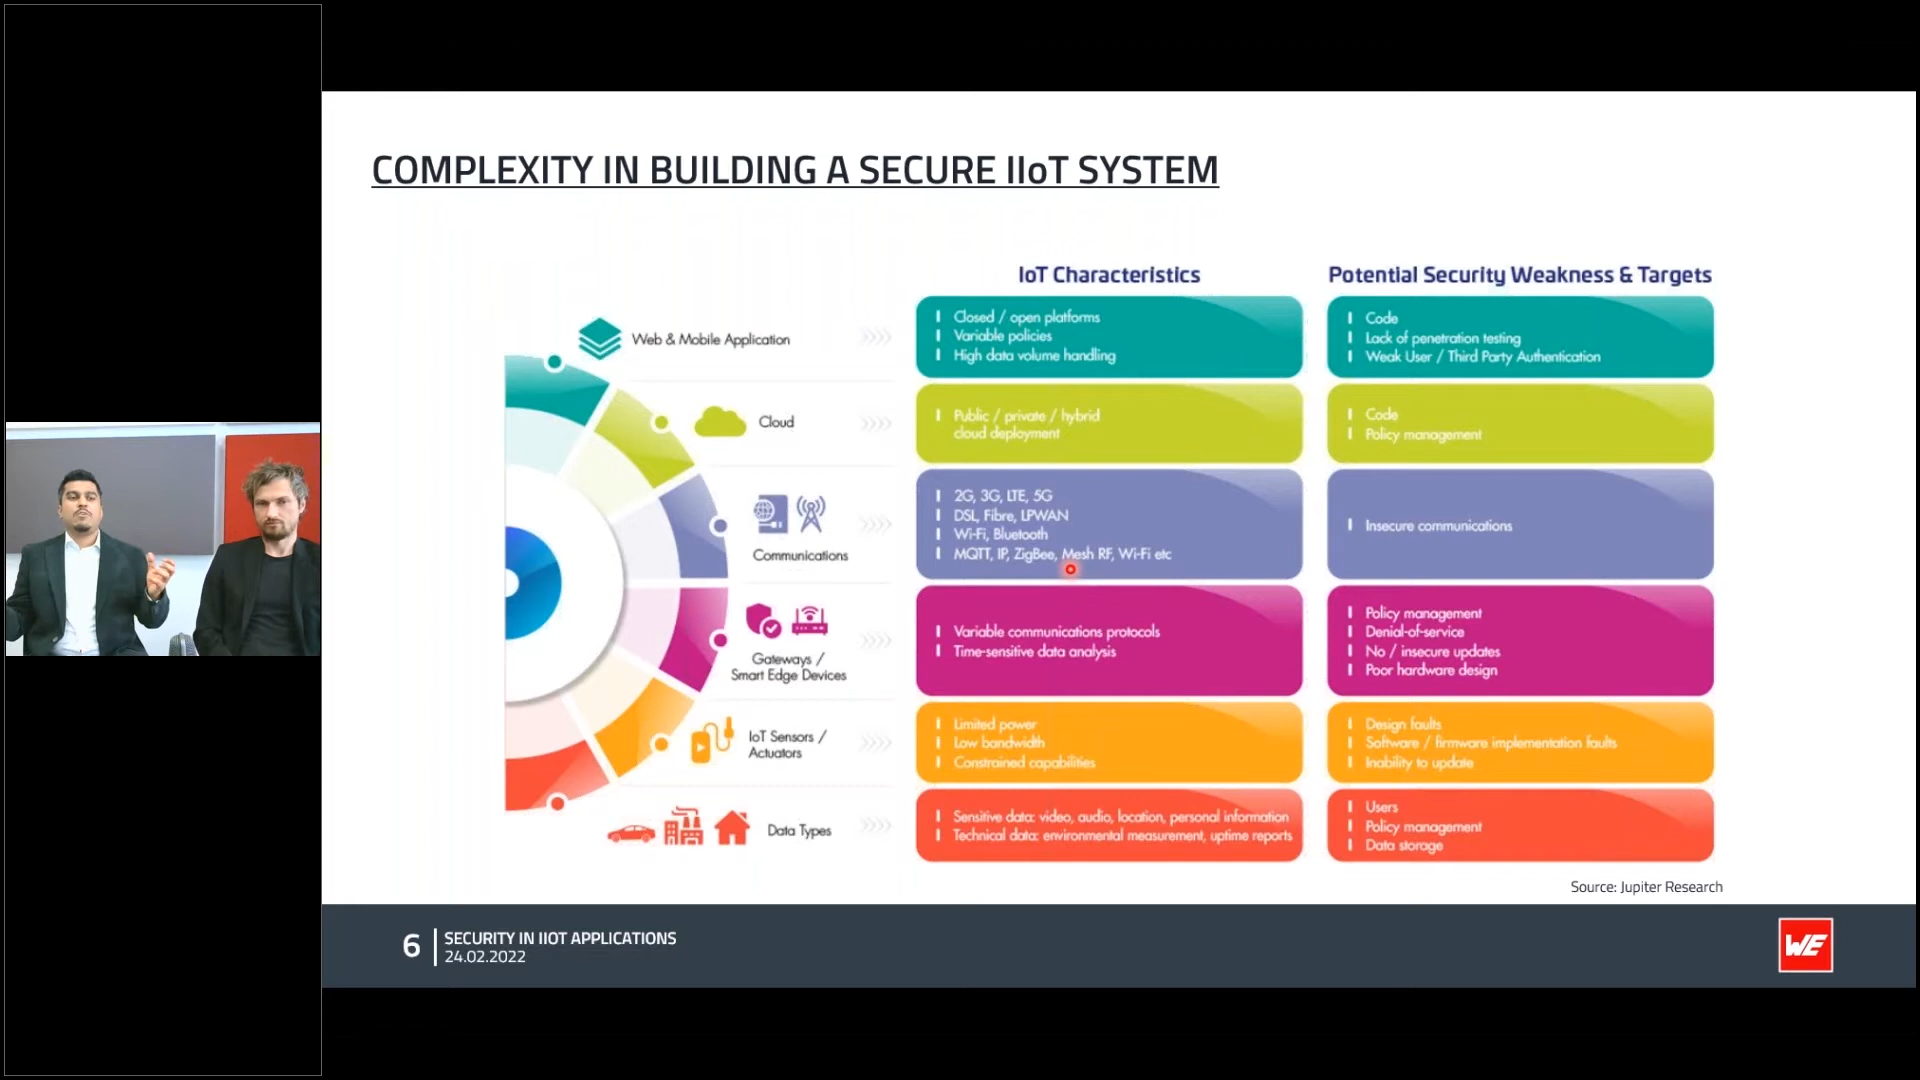 COMPLEXITY IN BUILDING A SECURE IIoT SYSTEM
IoT Characteristics
Potential Security Weakness & Targets
Web & Mobile Application
Closed / open platforms
Variable policies
High data volume handling
Code
Lack of penetration testing
Weak User / Third Party Authentication
Cloud
Public / private / hybrid
cloud deployment
Code
Policy management
Communications
2G, 3G, LTE, 5G
DSL, Fibre, LPWAN
Wi-Fi, Bluetooth
MQTT, IP, ZigBee, Mesh RF, Wi-Fi etc
Insecure communications
Gateways /
Smart Edge Devices
Variable communications protocols
Time-sensitive data analysis
Policy management
Denial-of-service
No / insecure updates
Poor hardware design
IoT Sensors /
Actuators
Limited power
Low bandwidth
Constrained capabilities
Design faults
Software / firmware implementation faults
Inability to update
Data Types
Sensitive data: video, audio, location, personal information
Technical data: environmental measurement, uptime reports
Users
Policy management
Data storage
Source: Jupiter Research
6
SECURITY IN IIOT APPLICATIONS
24.02.2022
WE